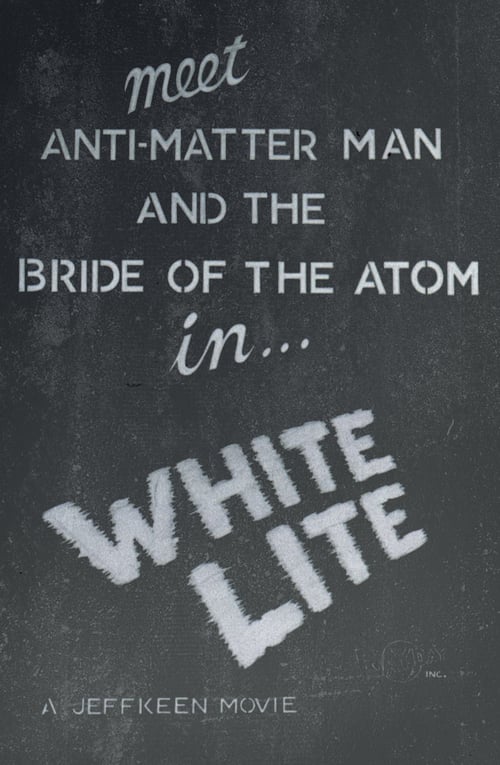 meet
ANTI-MATTER MAN
AND THE
BRIDE OF THE ATOM
in...
WHITE
LITE
INC.
A JEFFKEEN MOVIE